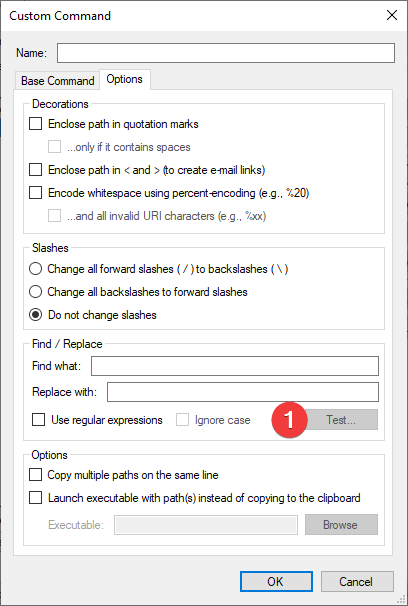 Custom Command
Name:
Base Command
Options
Decorations
Enclose path in quotation marks
...only if it contains spaces
Enclose path in < and > (to create e-mail links)
Encode whitespace using percent-encoding (e.g., %20)
...and all invalid URI characters (e.g., %xx)
Slashes
Change all forward slashes ( / ) to backslashes ( \ )
Change all backslashes to forward slashes
Do not change slashes
Find / Replace
Find what:
Replace with:
Use regular expressions
Ignore case
1
Test...
Options
Copy multiple paths on the same line
Launch executable with path(s) instead of copying to the clipboard
Executable:
Browse
OK
Cancel